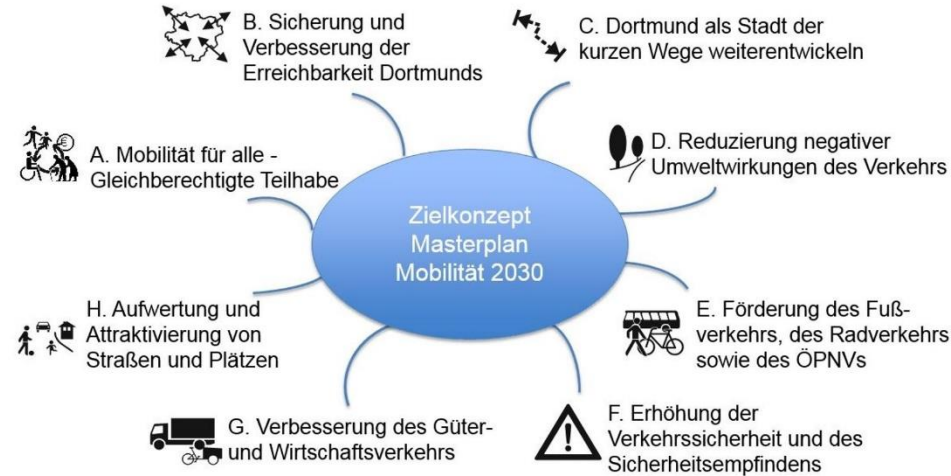 B. Sicherung und
Verbesserung der
Erreichbarkeit Dortmunds
C. Dortmund als Stadt der
kurzen Wege weiterentwickeln
A. Mobilität für alle -
Gleichberechtigte Teilhabe
D. Reduzierung negativer
Umweltwirkungen des Verkehrs
Zielkonzept
Masterplan
Mobilität 2030
H. Aufwertung und
Attraktivierung von
Straßen und Plätzen
E. Förderung des Fuß-
verkehrs, des Radverkehrs
sowie des ÖPNVs
G. Verbesserung des Güter-
und Wirtschaftsverkehrs
F. Erhöhung der
Verkehrssicherheit und des
Sicherheitsempfindens